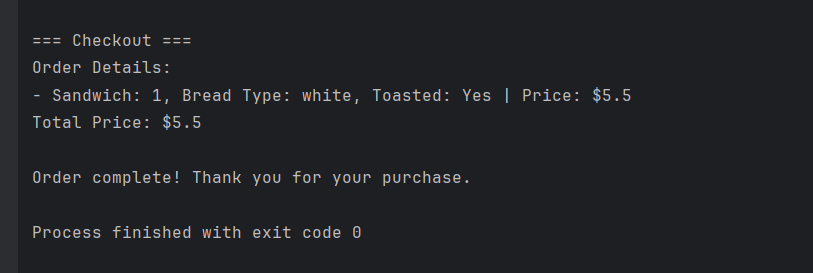 === Checkout ===
Order Details:
- Sandwich: 1, Bread Type: white, Toasted: Yes | Price: $5.5
Total Price: $5.5
Order complete! Thank you for your purchase.
Process finished with exit code 0